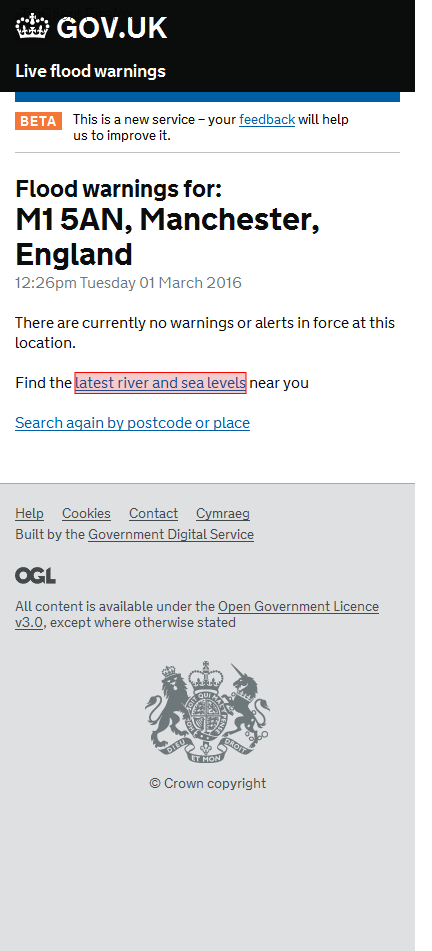 GOV.UK
Live flood warnings
BETA This is a new service – your feedback will help
us to improve it.
Flood warnings for:
M1 5AN, Manchester,
England
12:26pm Tuesday 01 March 2016
There are currently no warnings or alerts in force at this
location.
Find the latest river and sea levels near you
Search again by postcode or place
Help Cookies Contact Cymraeg
Built by the Government Digital Service
OGL
All content is available under the Open Government Licence
v3.0, except where otherwise stated
DIEU ET MON DROIT
© Crown copyright